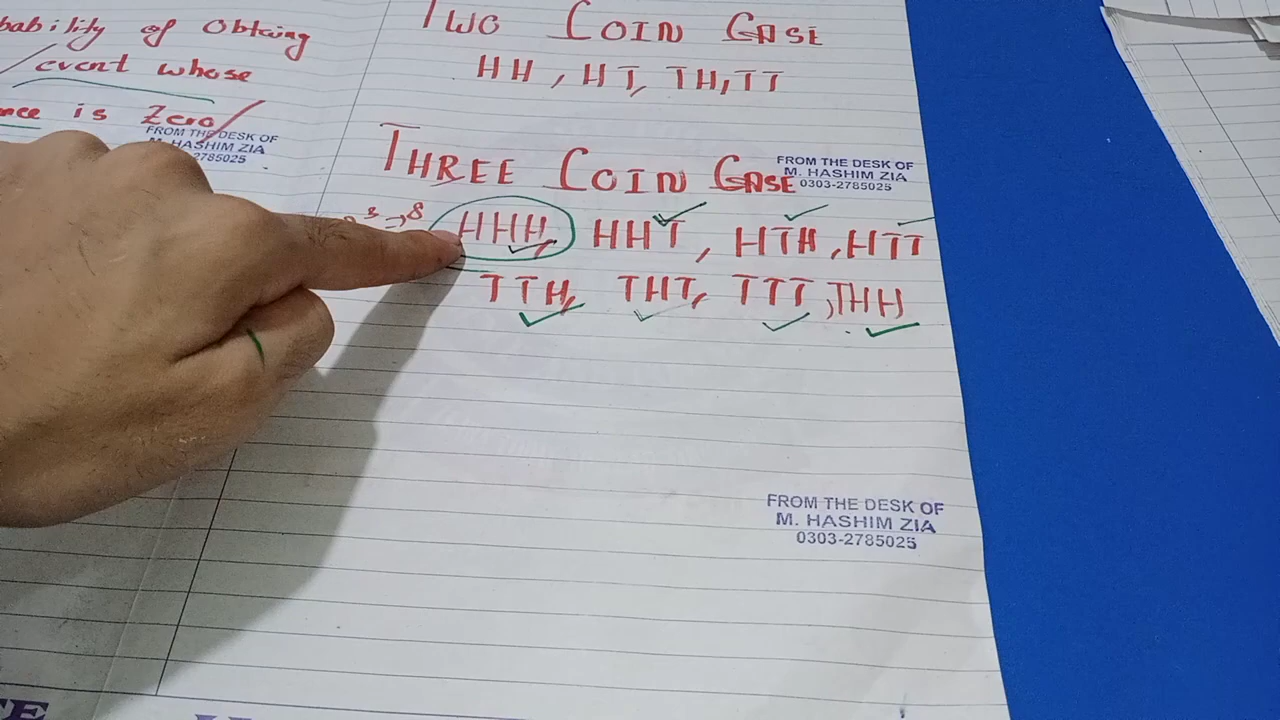 of Obtaing
event whose
is Zero
FROM THE DESK OF
M. HASHIM ZIA
2785025
TWO COIN CASE
HH, HT, TH, TT
THREE COIN CASE
FROM THE DESK OF
M. HASHIM ZIA
0303-2785025
3 → 8
HHH, HHT, HTH, HTT
TTH, THT, TTT, THH
FROM THE DESK OF
M. HASHIM ZIA
0303-2785025